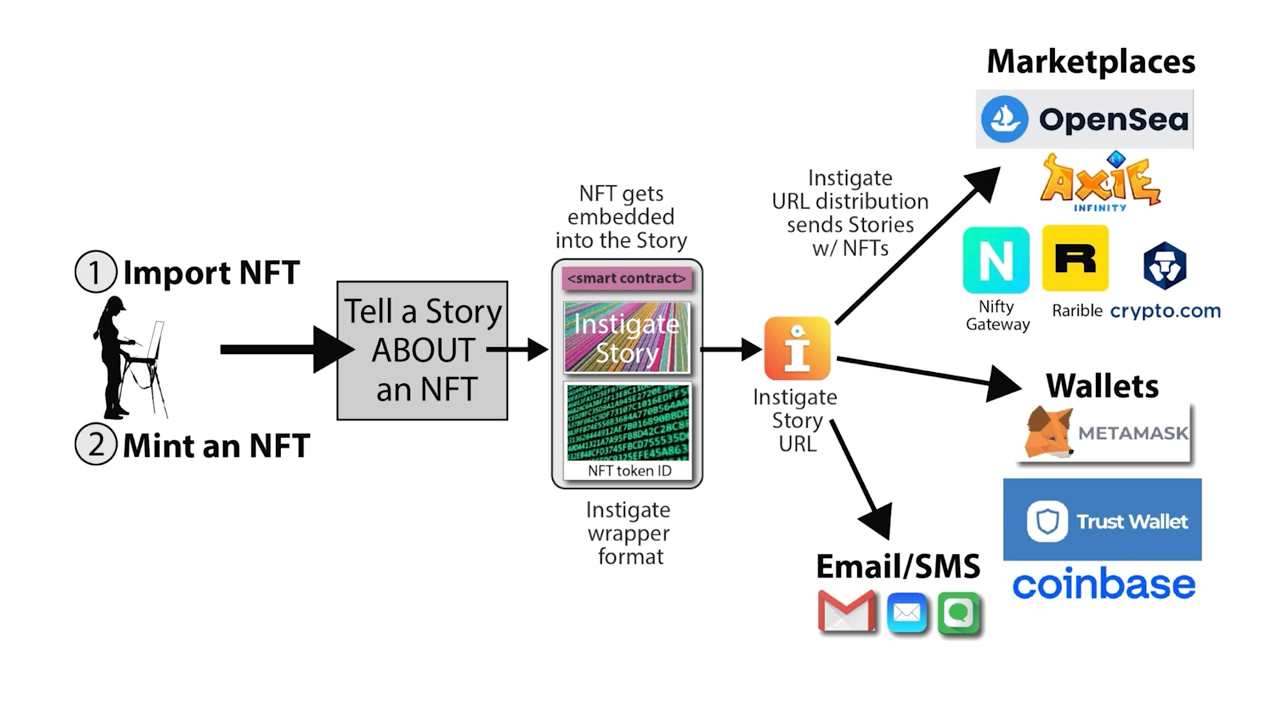 1 Import NFT
2 Mint an NFT
Tell a Story
ABOUT
an NFT
NFT gets
embedded
into the Story
<smart contract>
Instigate
Story
NFT token ID
Instigate
wrapper
format
Instigate
Story
URL
Instigate
URL distribution
sends Stories
w/ NFTs
Marketplaces
OpenSea
AXIE
INFINITY
N
Nifty
Gateway
R
Rarible
crypto.com
Wallets
METAMASK
Trust Wallet
coinbase
Email/SMS